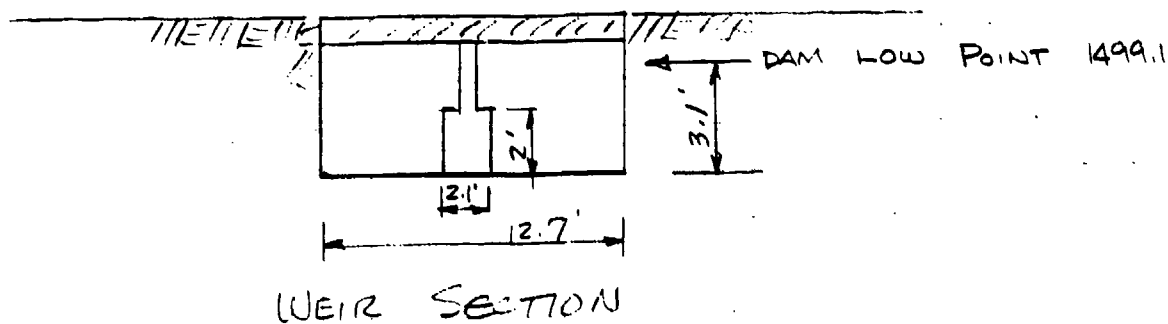 DAM LOW POINT 1499.1
3.1'
2'
2.1'
12.7'
WEIR SECTION